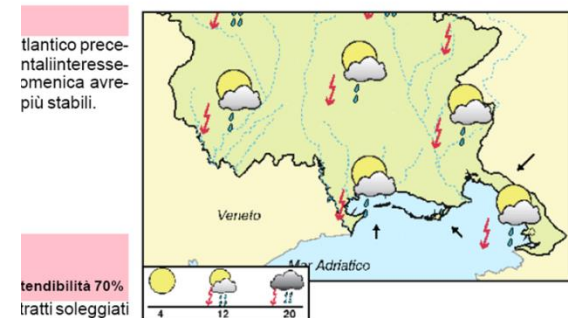 tlantico prece-
ntaliinteresse-
omenica avre-
più stabili.
Veneto
Mar Adriatico
tendibilità 70%
tratti soleggiati
4 12 20